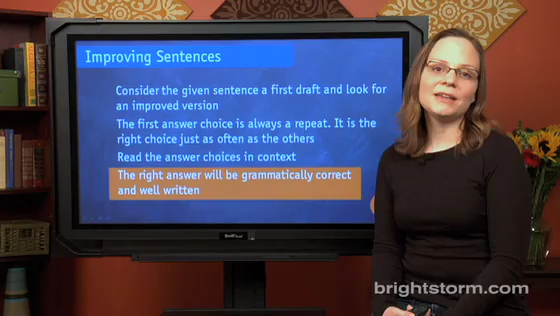 Improving Sentences
Consider the given sentence a first draft and look for
an improved version
The first answer choice is always a repeat. It is the
right choice just as often as the others
Read the answer choices in context
The right answer will be grammatically correct
and well written
brightstorm.com